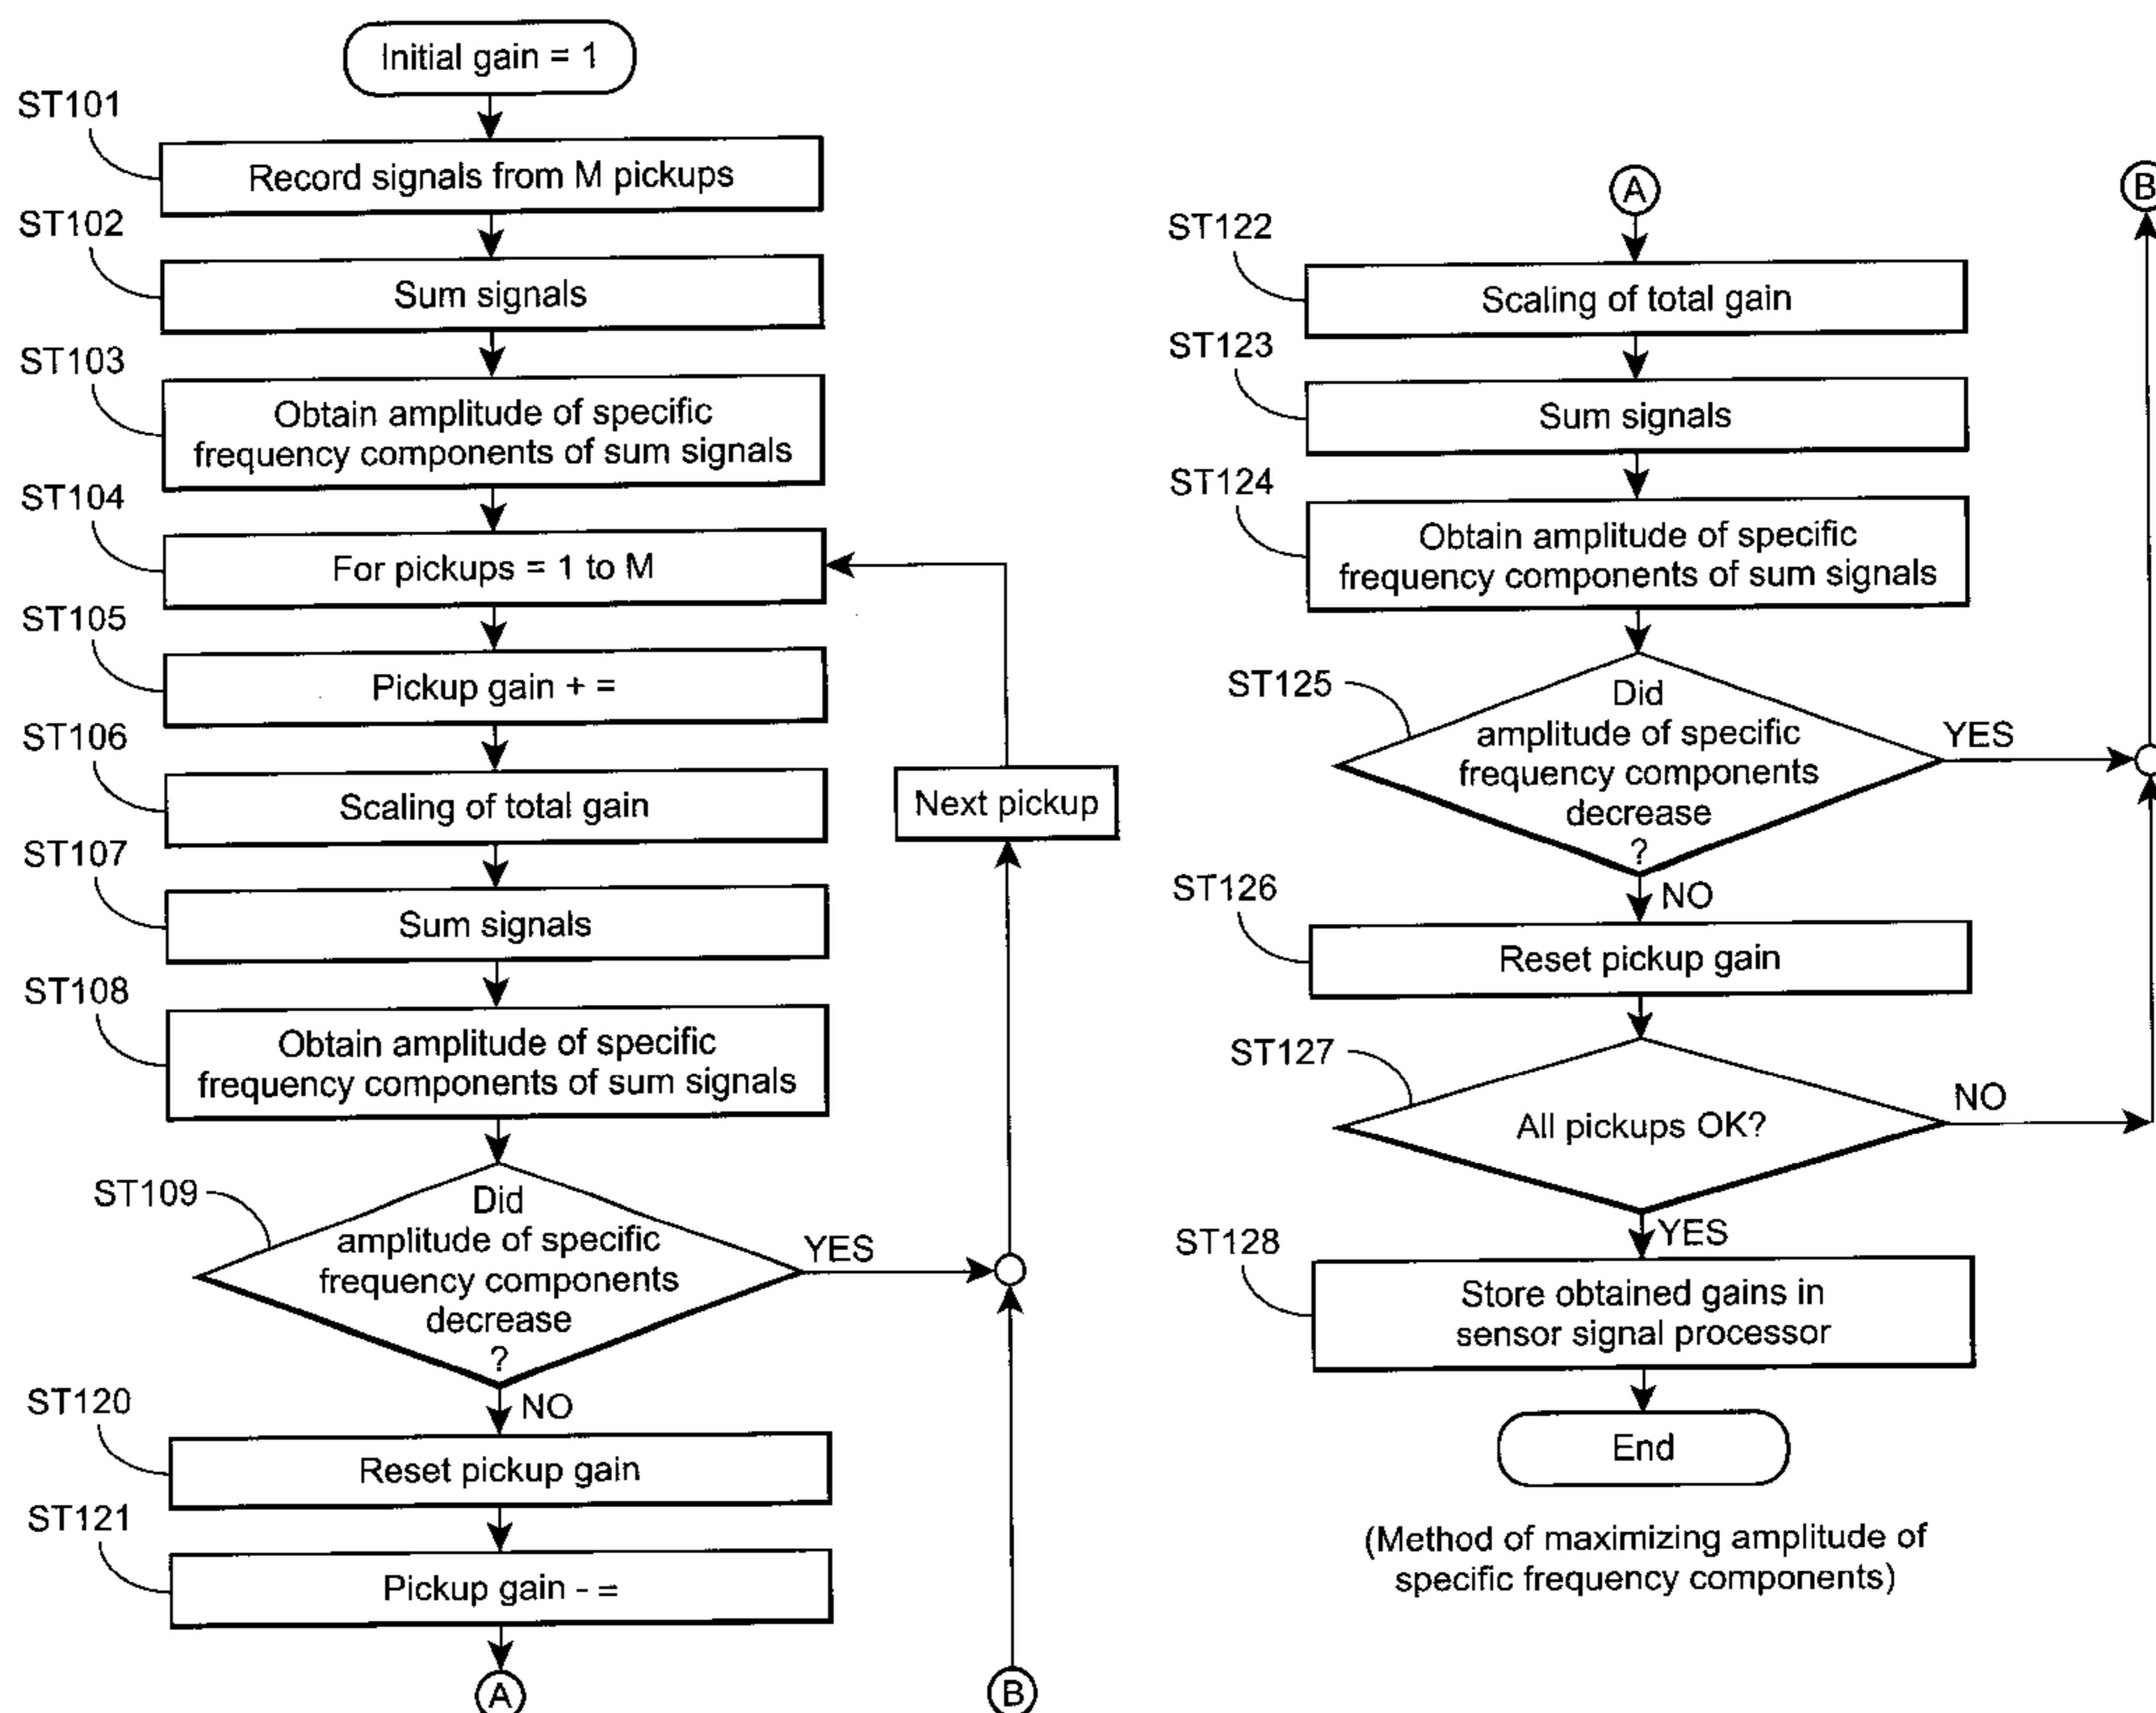 Initial gain = 1
ST101
Record signals from M pickups
ST102
Sum signals
ST103
Obtain amplitude of specific
frequency components of sum signals
ST104
For pickups = 1 to M
ST105
Pickup gain + =
ST106
Scaling of total gain
Next pickup
ST107
Sum signals
ST108
Obtain amplitude of specific
frequency components of sum signals
ST109
Did
amplitude of specific
frequency components
decrease
?
YES
NO
ST120
Reset pickup gain
ST121
Pickup gain - =
A
B
A
B
ST122
Scaling of total gain
ST123
Sum signals
ST124
Obtain amplitude of specific
frequency components of sum signals
ST125
Did
amplitude of specific
frequency components
decrease
?
YES
NO
ST126
Reset pickup gain
ST127
All pickups OK?
NO
YES
ST128
Store obtained gains in
sensor signal processor
End
(Method of maximizing amplitude of
specific frequency components)